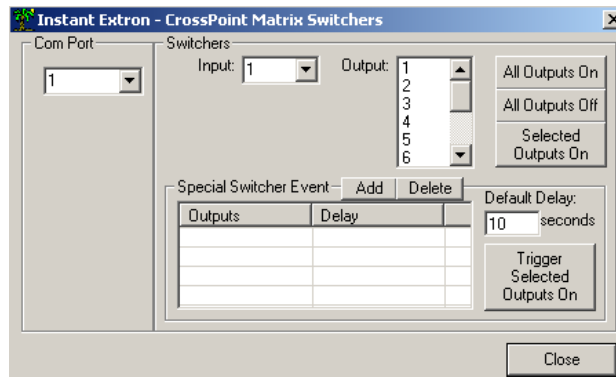 Instant Extron - CrossPoint Matrix Switchers
Com Port
1
Switchers
Input: 1
Output: 1
2
3
4
5
6
All Outputs On
All Outputs Off
Selected
Outputs On
Special Switcher Event
Add
Delete
Outputs
Delay
Default Delay:
10 seconds
Trigger
Selected
Outputs On
Close